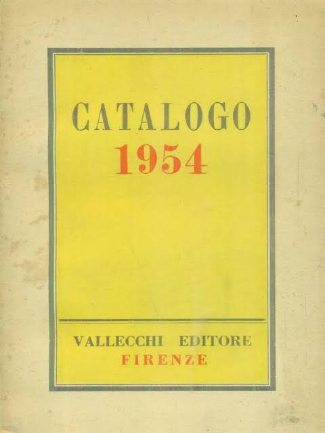 CATALOGO
1954
VALLECCHI EDITORE
FIRENZE